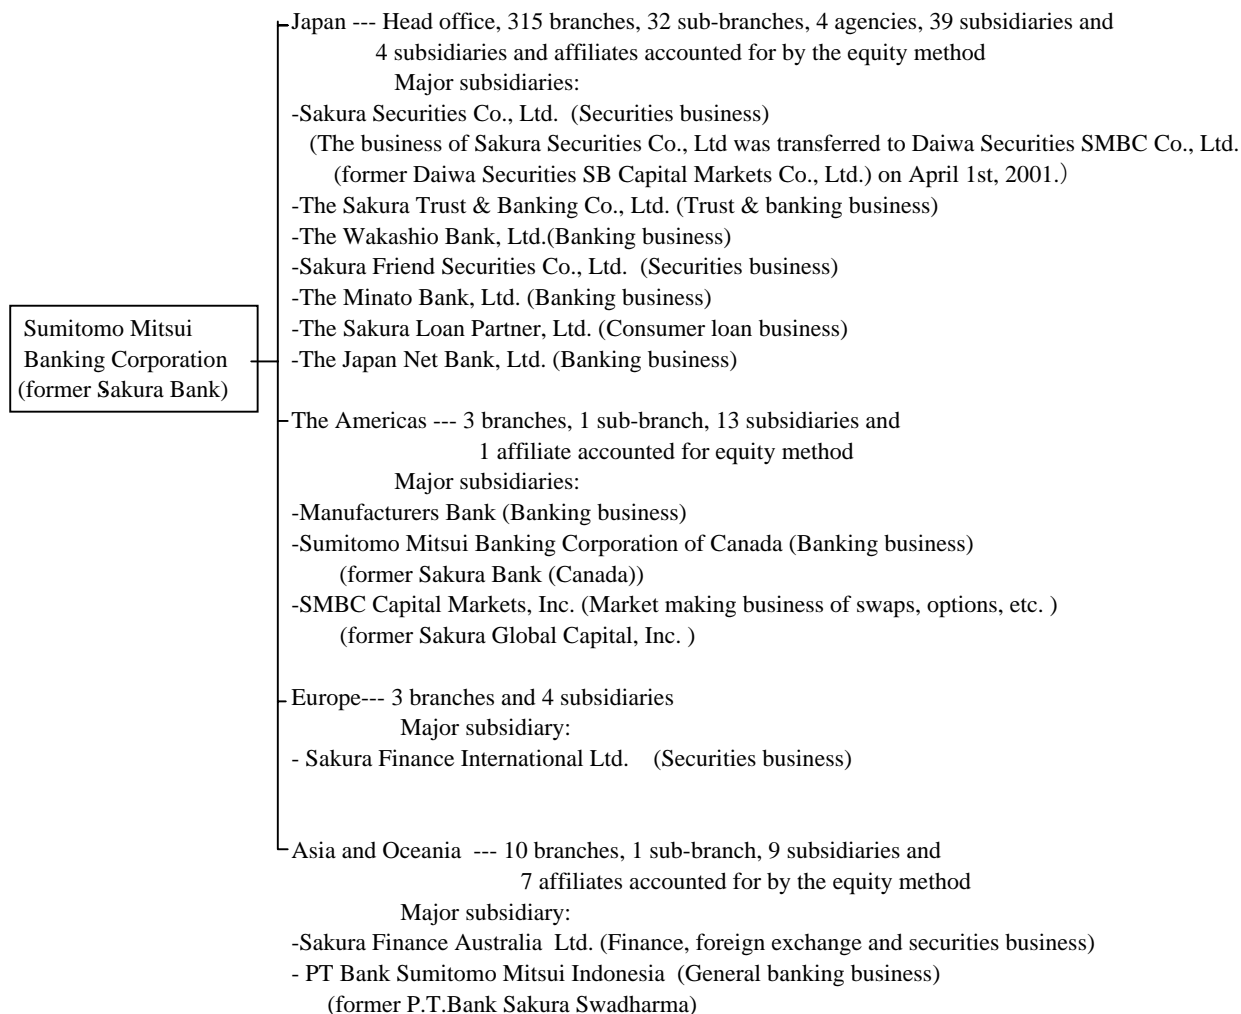 Japan --- Head office, 315 branches, 32 sub-branches, 4 agencies, 39 subsidiaries and
4 subsidiaries and affiliates accounted for by the equity method
Major subsidiaries:
-Sakura Securities Co., Ltd. (Securities business)
(The business of Sakura Securities Co., Ltd was transferred to Daiwa Securities SMBC Co., Ltd.
(former Daiwa Securities SB Capital Markets Co., Ltd.) on April 1st, 2001.）
-The Sakura Trust & Banking Co., Ltd. (Trust & banking business)
-The Wakashio Bank, Ltd.(Banking business)
-Sakura Friend Securities Co., Ltd. (Securities business)
-The Minato Bank, Ltd. (Banking business)
-The Sakura Loan Partner, Ltd. (Consumer loan business)
-The Japan Net Bank, Ltd. (Banking business)
Sumitomo Mitsui
Banking Corporation
(former Sakura Bank)
The Americas --- 3 branches, 1 sub-branch, 13 subsidiaries and
1 affiliate accounted for equity method
Major subsidiaries:
-Manufacturers Bank (Banking business)
-Sumitomo Mitsui Banking Corporation of Canada (Banking business)
(former Sakura Bank (Canada))
-SMBC Capital Markets, Inc. (Market making business of swaps, options, etc. )
(former Sakura Global Capital, Inc. )
Europe--- 3 branches and 4 subsidiaries
Major subsidiary:
- Sakura Finance International Ltd. (Securities business)
Asia and Oceania --- 10 branches, 1 sub-branch, 9 subsidiaries and
7 affiliates accounted for by the equity method
Major subsidiary:
-Sakura Finance Australia Ltd. (Finance, foreign exchange and securities business)
- PT Bank Sumitomo Mitsui Indonesia (General banking business)
(former P.T.Bank Sakura Swadharma)